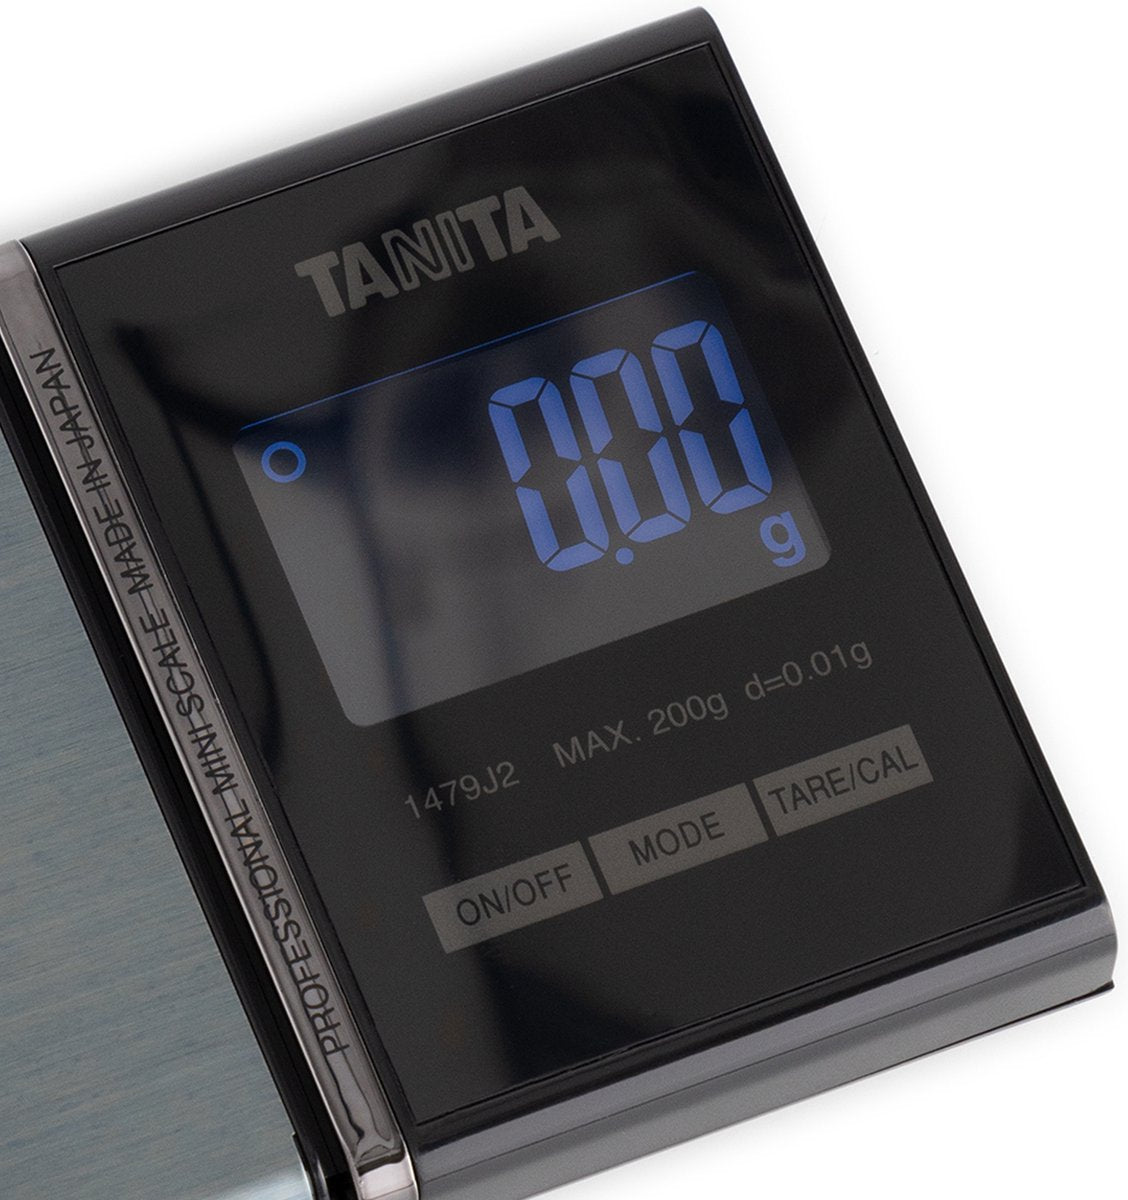 TANITA
0.00
g
1479J2 MAX. 200g d=0.01g
ON/OFF MODE TARE/CAL
PROFESSIONAL MINI SCALE MADE IN JAPAN